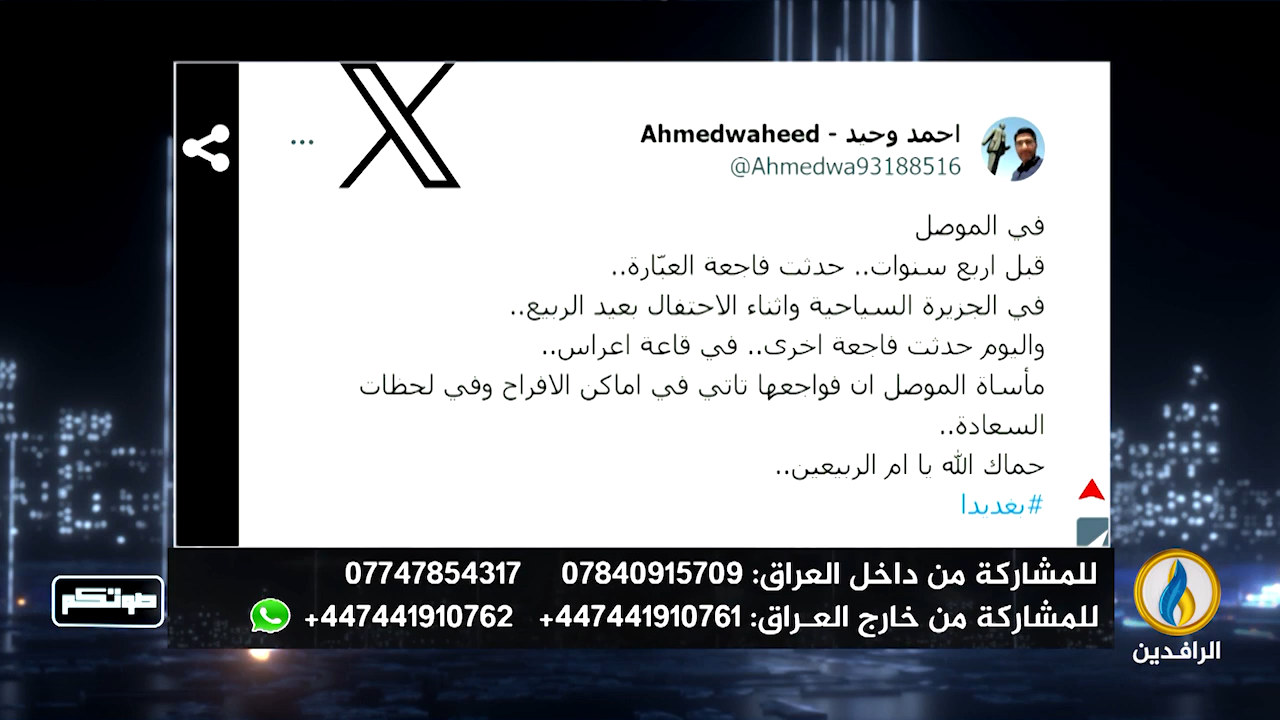 احمد وحيد - Ahmedwaheed
@Ahmedwa93188516
في الموصل
قبل اربع سنوات.. حدثت فاجعة العبّارة..
في الجزيرة السياحية واثناء الاحتفال بعيد الربيع..
واليوم حدثت فاجعة اخرى.. في قاعة اعراس..
مأساة الموصل ان فواجعها تاتي في اماكن الافراح وفي لحظات
السعادة..
حماك الله يا ام الربيعين..
#بغديدا
للمشاركة من داخل العراق: 07840915709 07747854317
للمشاركة من خارج العراق: 447441910761+ 447441910762+
صوتكم
الرافدين